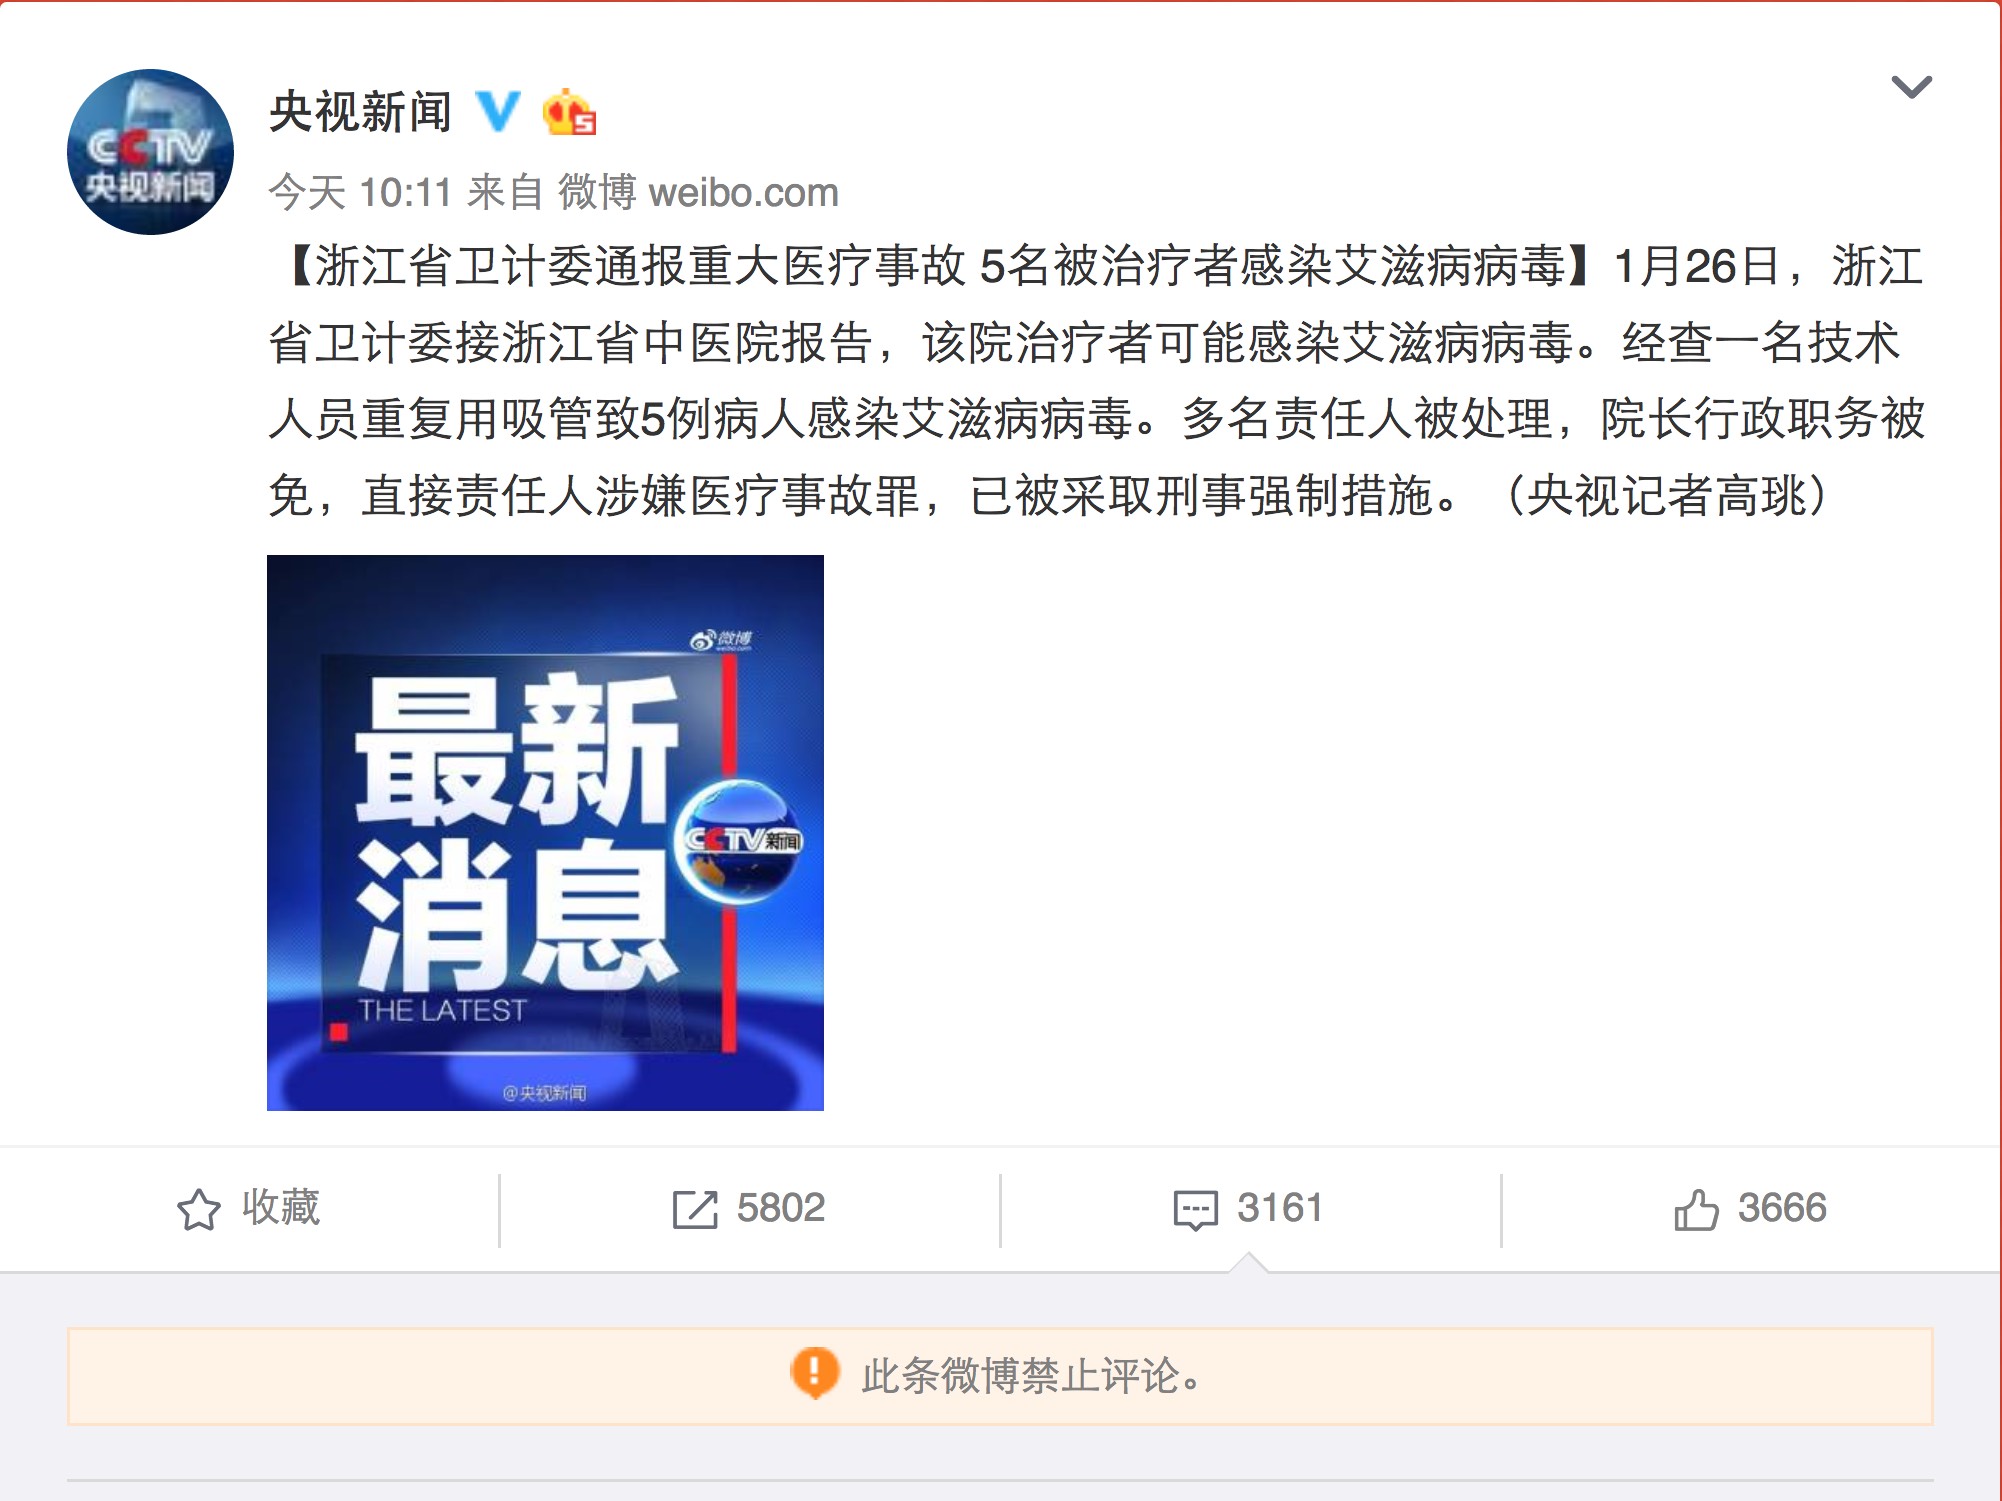 CCTV
央视新闻
央视新闻
今天 10:11 来自 微博 weibo.com
【浙江省卫计委通报重大医疗事故 5名被治疗者感染艾滋病病毒】1月26日，浙江
省卫计委接浙江省中医院报告，该院治疗者可能感染艾滋病病毒。经查一名技术
人员重复用吸管致5例病人感染艾滋病病毒。多名责任人被处理，院长行政职务被
免，直接责任人涉嫌医疗事故罪，已被采取刑事强制措施。（央视记者高珧）
微博
weibo.com
最新
消息
CCTV新闻
THE LATEST
@央视新闻
收藏
5802
3161
3666
此条微博禁止评论。